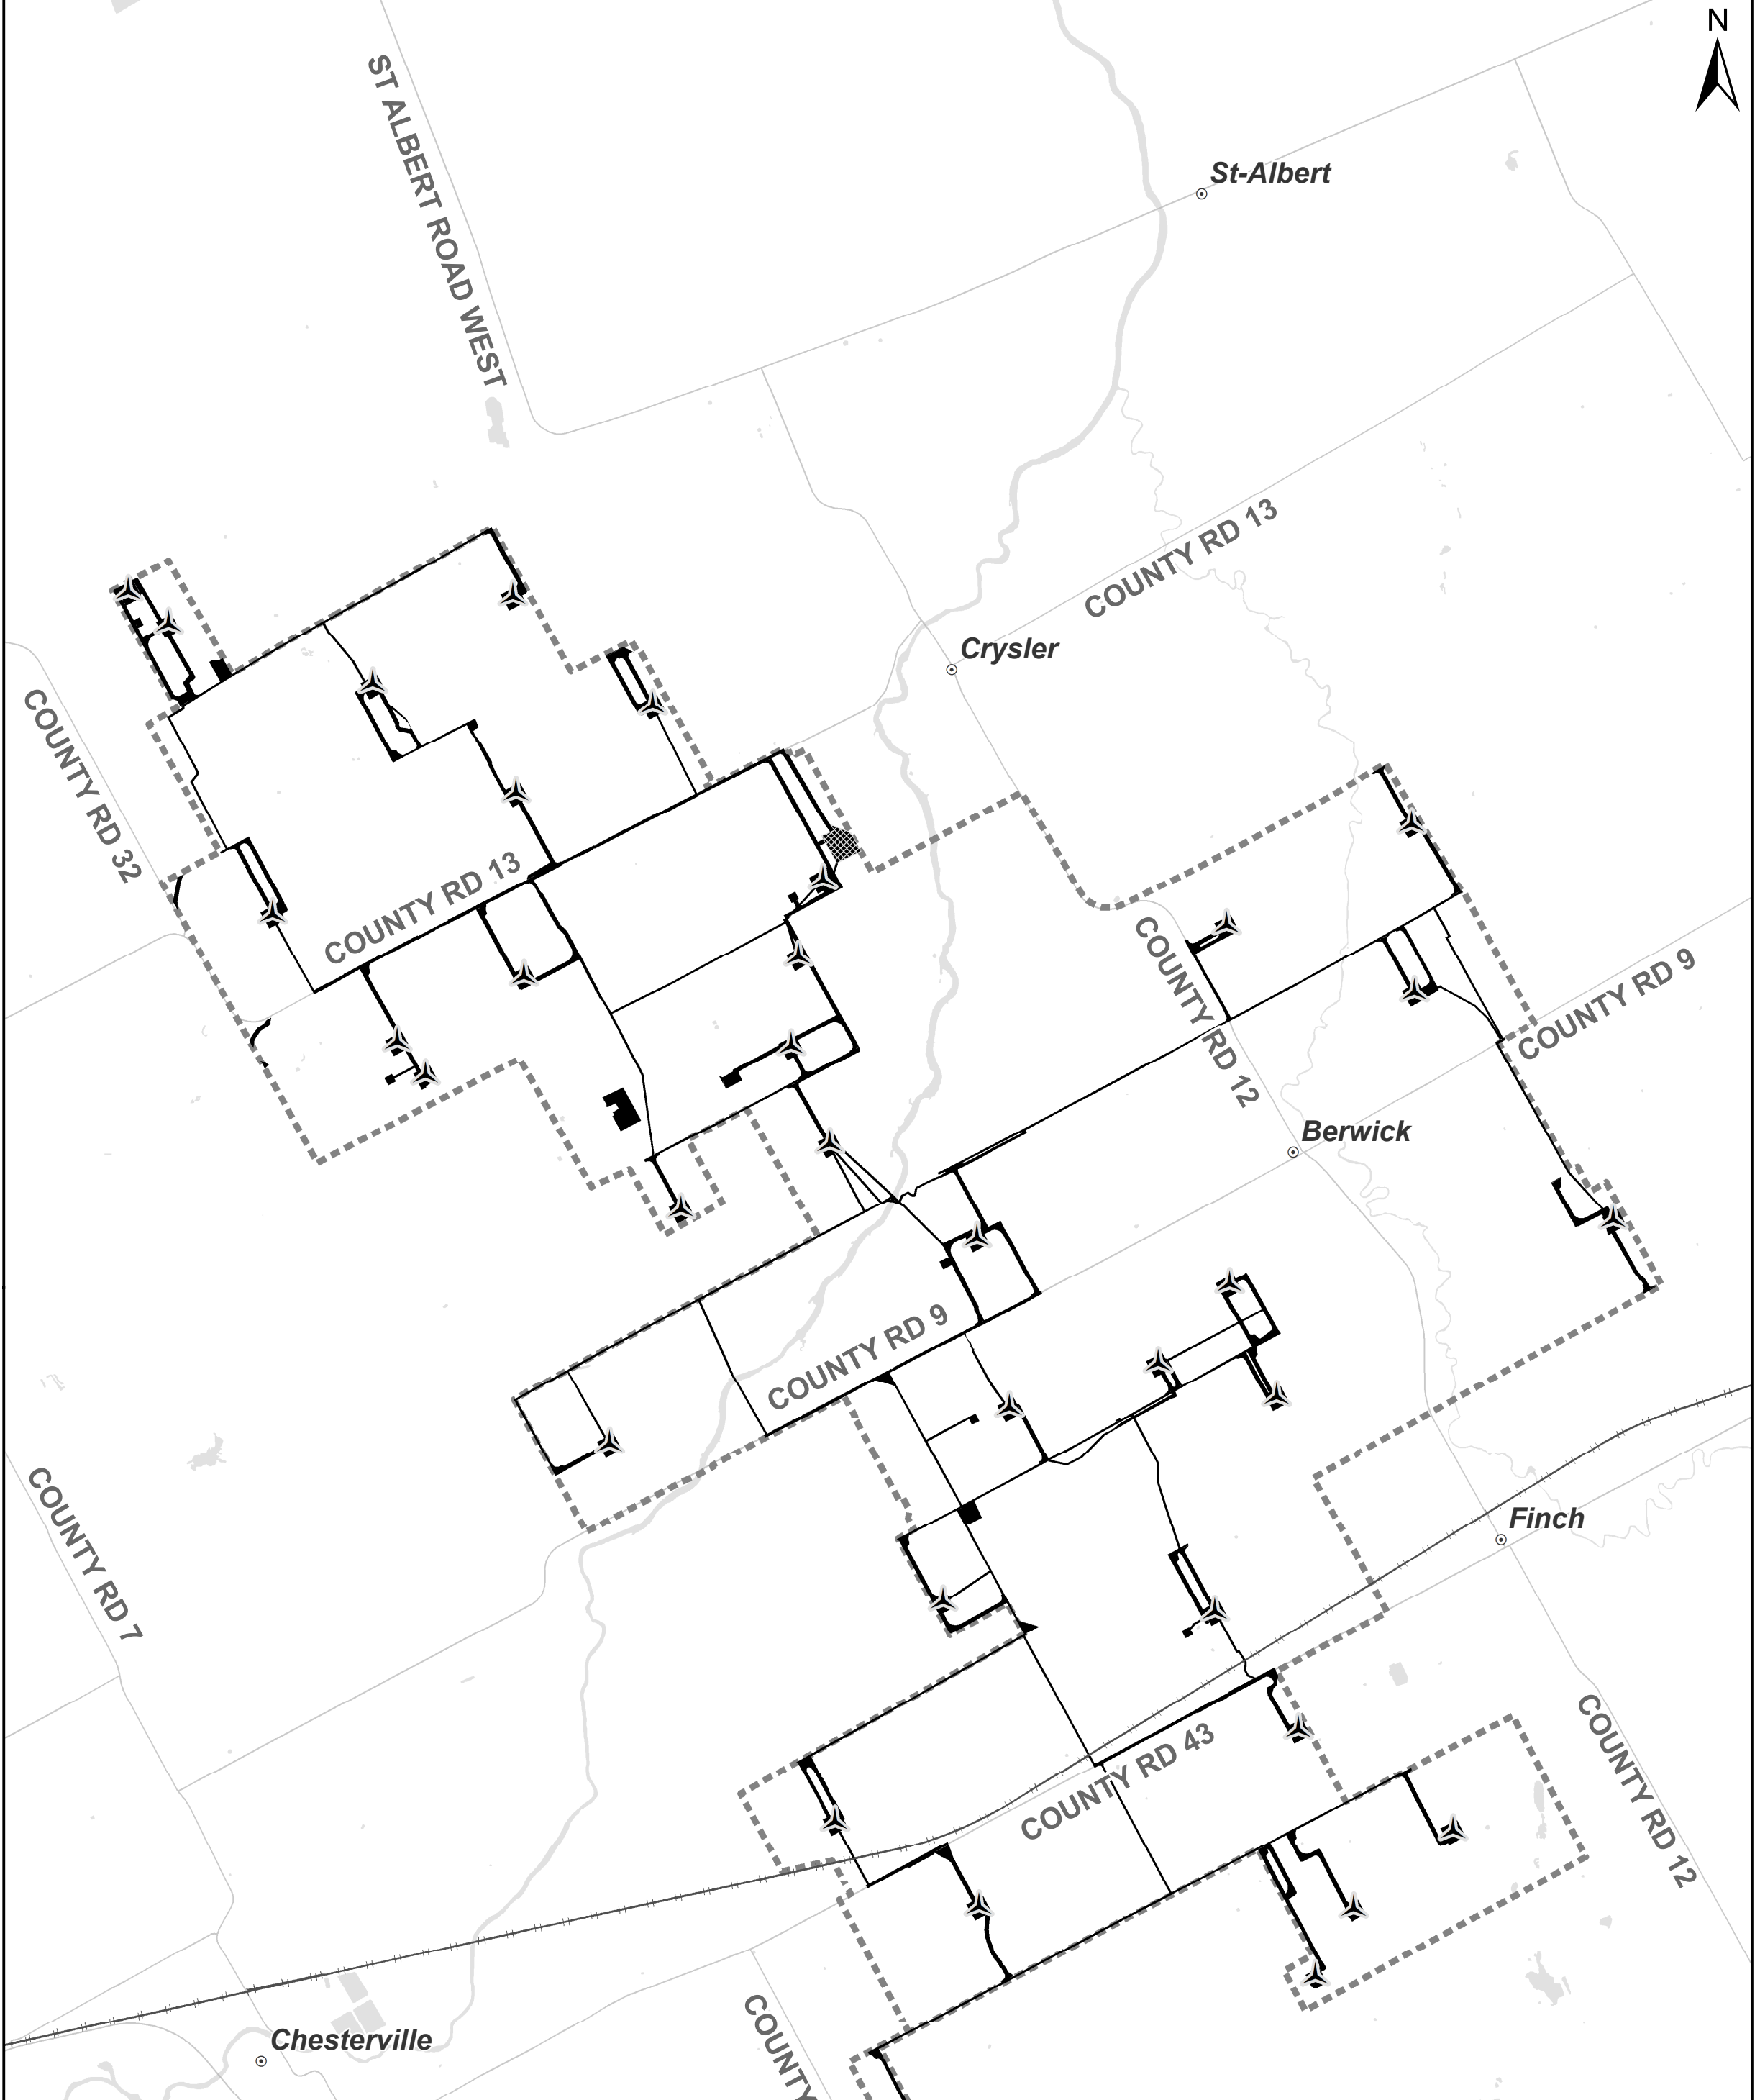 N
ST ALBERT ROAD WEST
St-Albert
COUNTY RD 13
Crysler
COUNTY RD 32
COUNTY RD 13
COUNTY RD 12
COUNTY RD 9
Berwick
COUNTY RD 9
COUNTY RD 7
Finch
COUNTY RD 43
COUNTY RD 12
Chesterville
COUNTY